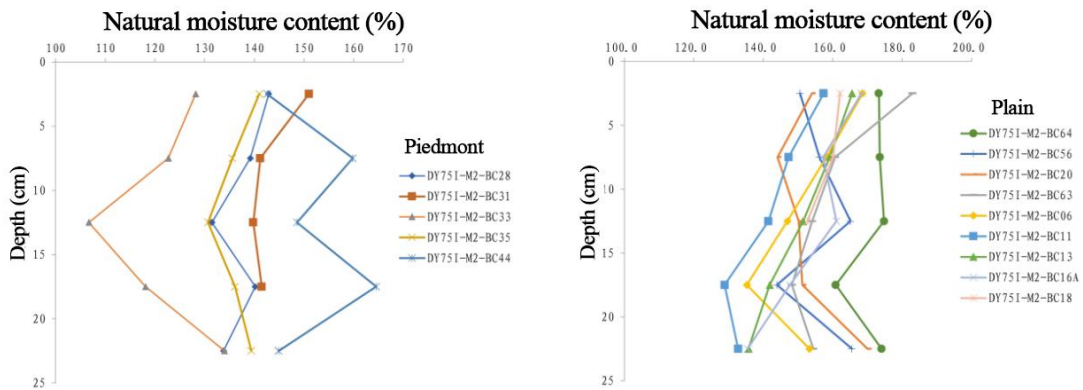 Natural moisture content (%)
100 110 120 130 140 150 160 170
0
5
10
15
20
25
Depth (cm)
Piedmont
DY75I-M2-BC28
DY75I-M2-BC31
DY75I-M2-BC33
DY75I-M2-BC35
DY75I-M2-BC44
Natural moisture content (%)
100.0 120.0 140.0 160.0 180.0 200.0
0
5
10
15
20
25
Depth (cm)
Plain
DY75I-M2-BC64
DY75I-M2-BC56
DY75I-M2-BC20
DY75I-M2-BC63
DY75I-M2-BC06
DY75I-M2-BC11
DY75I-M2-BC13
DY75I-M2-BC16A
DY75I-M2-BC18